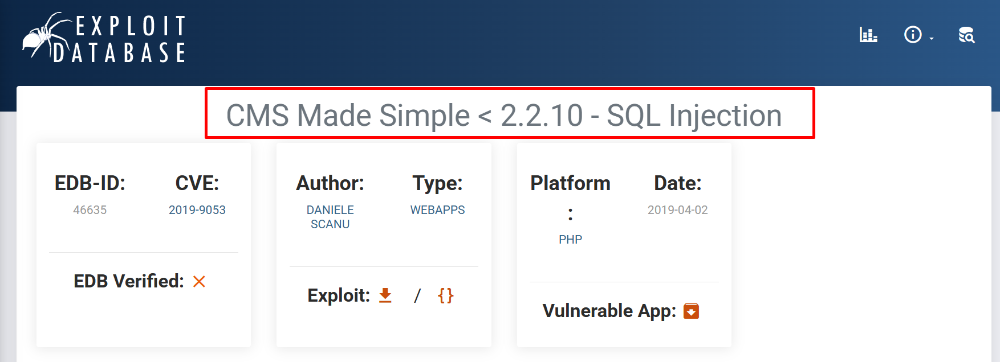 EXPLOIT
DATABASE
CMS Made Simple < 2.2.10 - SQL Injection
EDB-ID:
46635
CVE:
2019-9053
EDB Verified:
Author:
DANIELE
SCANU
Type:
WEBAPPS
Exploit:
/
{}
Platform
:
PHP
Date:
2019-04-02
Vulnerable App: